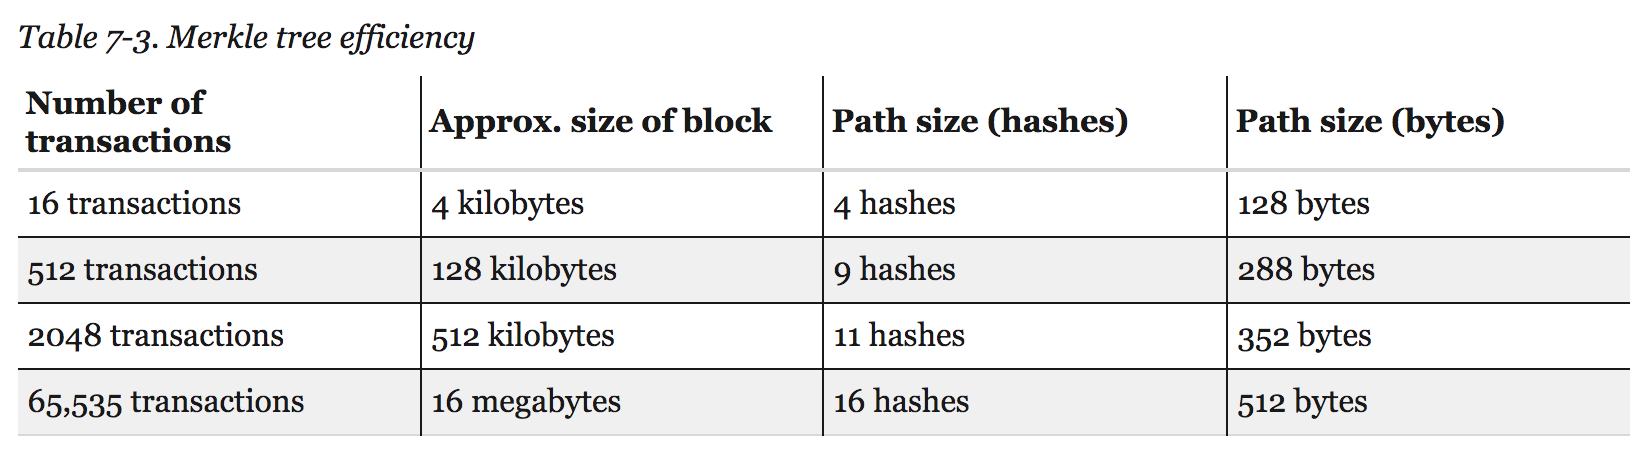 Table 7-3. Merkle tree efficiency
Number of transactions Approx. size of block Path size (hashes) Path size (bytes)
16 transactions 4 kilobytes 4 hashes 128 bytes
512 transactions 128 kilobytes 9 hashes 288 bytes
2048 transactions 512 kilobytes 11 hashes 352 bytes
65,535 transactions 16 megabytes 16 hashes 512 bytes